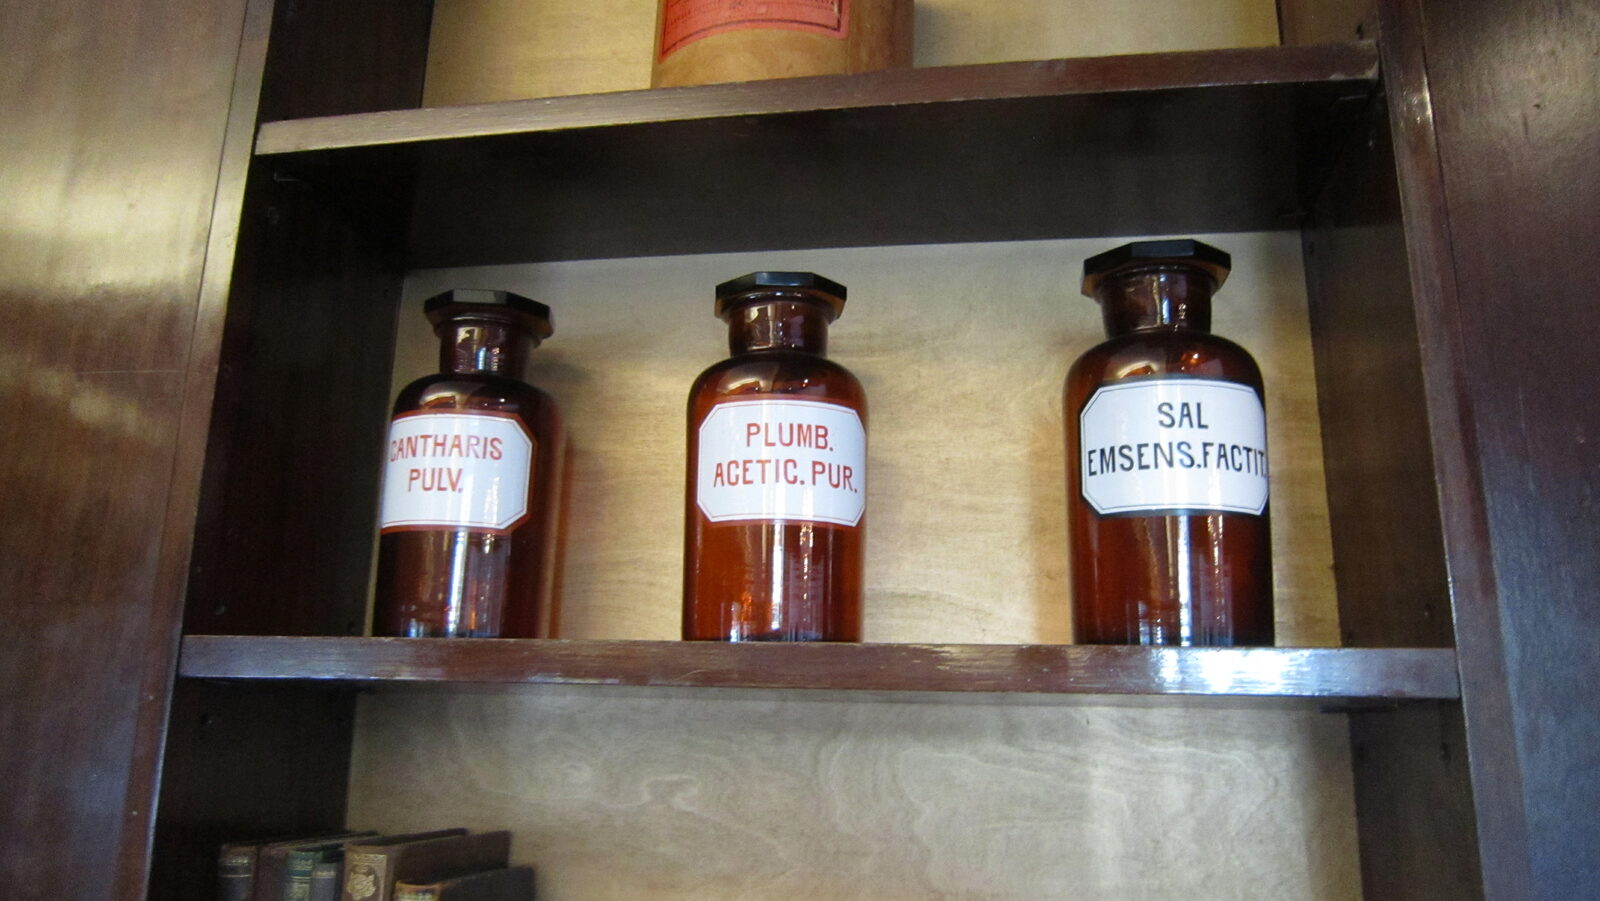 CANTHARIS
PULV.
PLUMB.
ACETIC. PUR.
SAL
EMSENS.FACTIT.